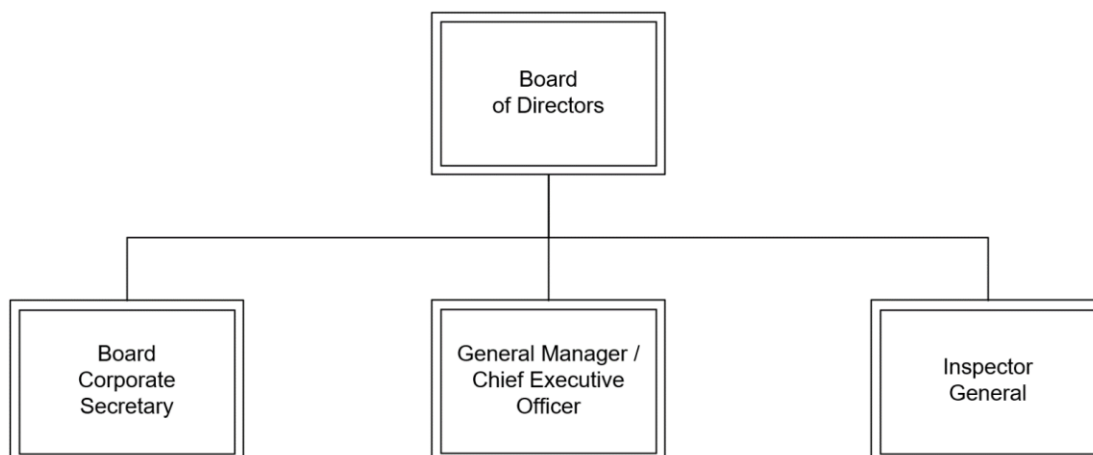 Board
of Directors
Board
Corporate
Secretary
General Manager /
Chief Executive
Officer
Inspector
General